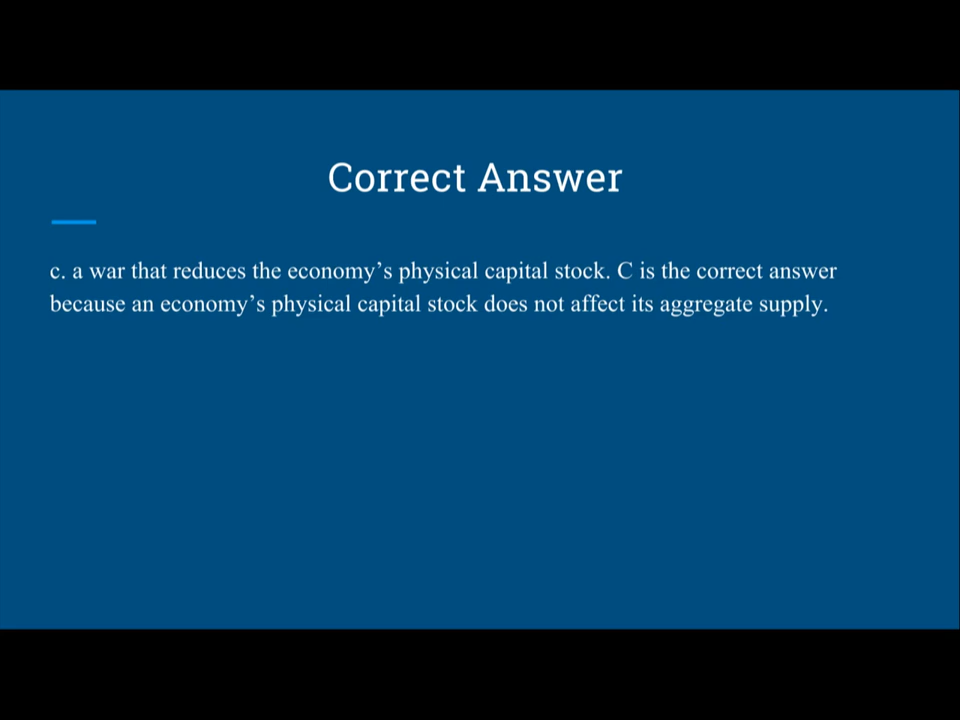 Correct Answer
c. a war that reduces the economy’s physical capital stock. C is the correct answer
because an economy’s physical capital stock does not affect its aggregate supply.